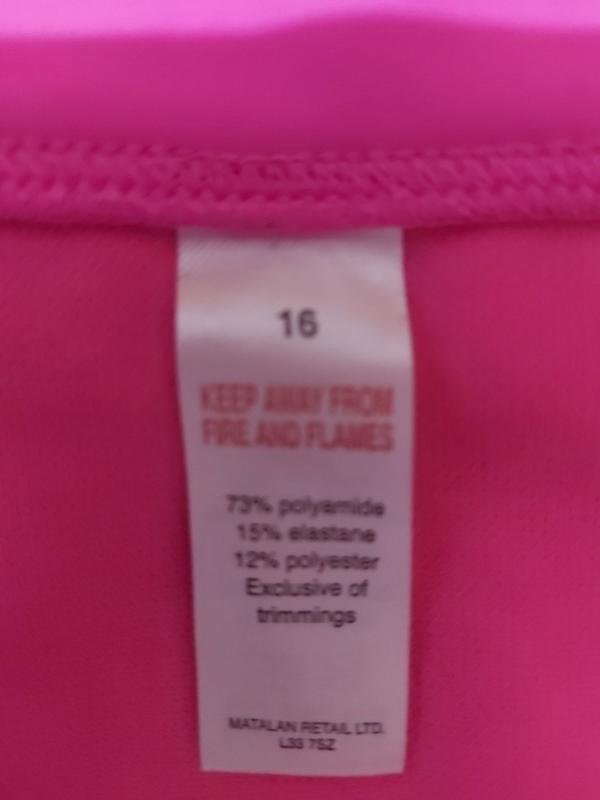 16
KEEP AWAY FROM
FIRE AND FLAMES
73% polyamide
15% elastane
12% polyester
Exclusive of
trimmings
MATALAN RETAIL LTD.
L33 7SZ